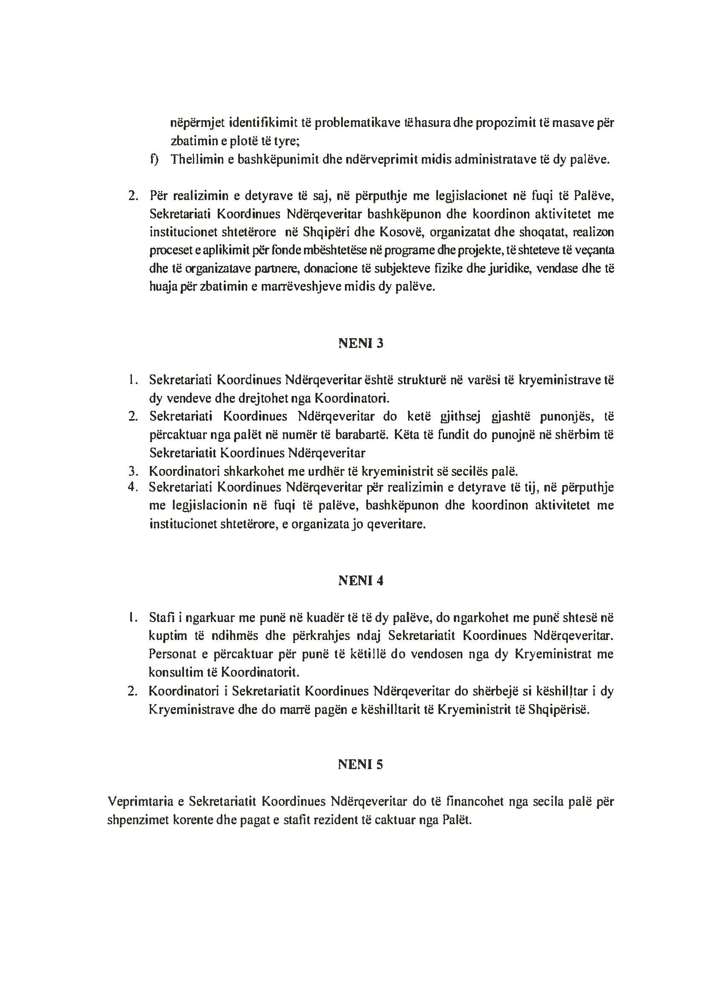 nëpërmjet identifikimit të problematikave të hasura dhe propozimit të masave për
zbatimin e plotë të tyre;
f) Thellimin e bashkëpunimit dhe ndërveprimit midis administratave të dy palëve.
2. Për realizimin e detyrave të saj, në përputhje me legjislacionet në fuqi të Palëve,
Sekretariati Koordinues Ndërqeveritar bashkëpunon dhe koordinon aktivitetet me
institucionet shtetërore në Shqipëri dhe Kosovë, organizatat dhe shoqatat, realizon
proceset e aplikimit për fonde mbështetëse në programe dhe projekte, të shteteve të veçanta
dhe të organizatave partnere, donacione të subjekteve fizike dhe juridike, vendase dhe të
huaja për zbatimin e marrëveshjeve midis dy palëve.
NENI 3
1. Sekretariati Koordinues Ndërqeveritar është strukturë në varësi të kryeministrave të
dy vendeve dhe drejtohet nga Koordinatori.
2. Sekretariati Koordinues Ndërqeveritar do ketë gjithsej gjashtë punonjës, të
përcaktuar nga palët në numër të barabartë. Këta të fundit do punojnë në shërbim të
Sekretariatit Koordinues Ndërqeveritar
3. Koordinatori shkarkohet me urdhër të kryeministrit së secilës palë.
4. Sekretariati Koordinues Ndërqeveritar për realizimin e detyrave të tij, në përputhje
me legjislacionin në fuqi të palëve, bashkëpunon dhe koordinon aktivitetet me
institucionet shtetërore, e organizata jo qeveritare.
NENI 4
1. Stafi i ngarkuar me punë në kuadër të të dy palëve, do ngarkohet me punë shtesë në
kuptim të ndihmës dhe përkrahjes ndaj Sekretariatit Koordinues Ndërqeveritar.
Personat e përcaktuar për punë të këtillë do vendosen nga dy Kryeministrat me
konsultim të Koordinatorit.
2. Koordinatori i Sekretariatit Koordinues Ndërqeveritar do shërbejë si këshilltar i dy
Kryeministrave dhe do marrë pagën e këshilltarit të Kryeministrit të Shqipërisë.
NENI 5
Veprimtaria e Sekretariatit Koordinues Ndërqeveritar do të financohet nga secila palë për
shpenzimet korente dhe pagat e stafit rezident të caktuar nga Palët.